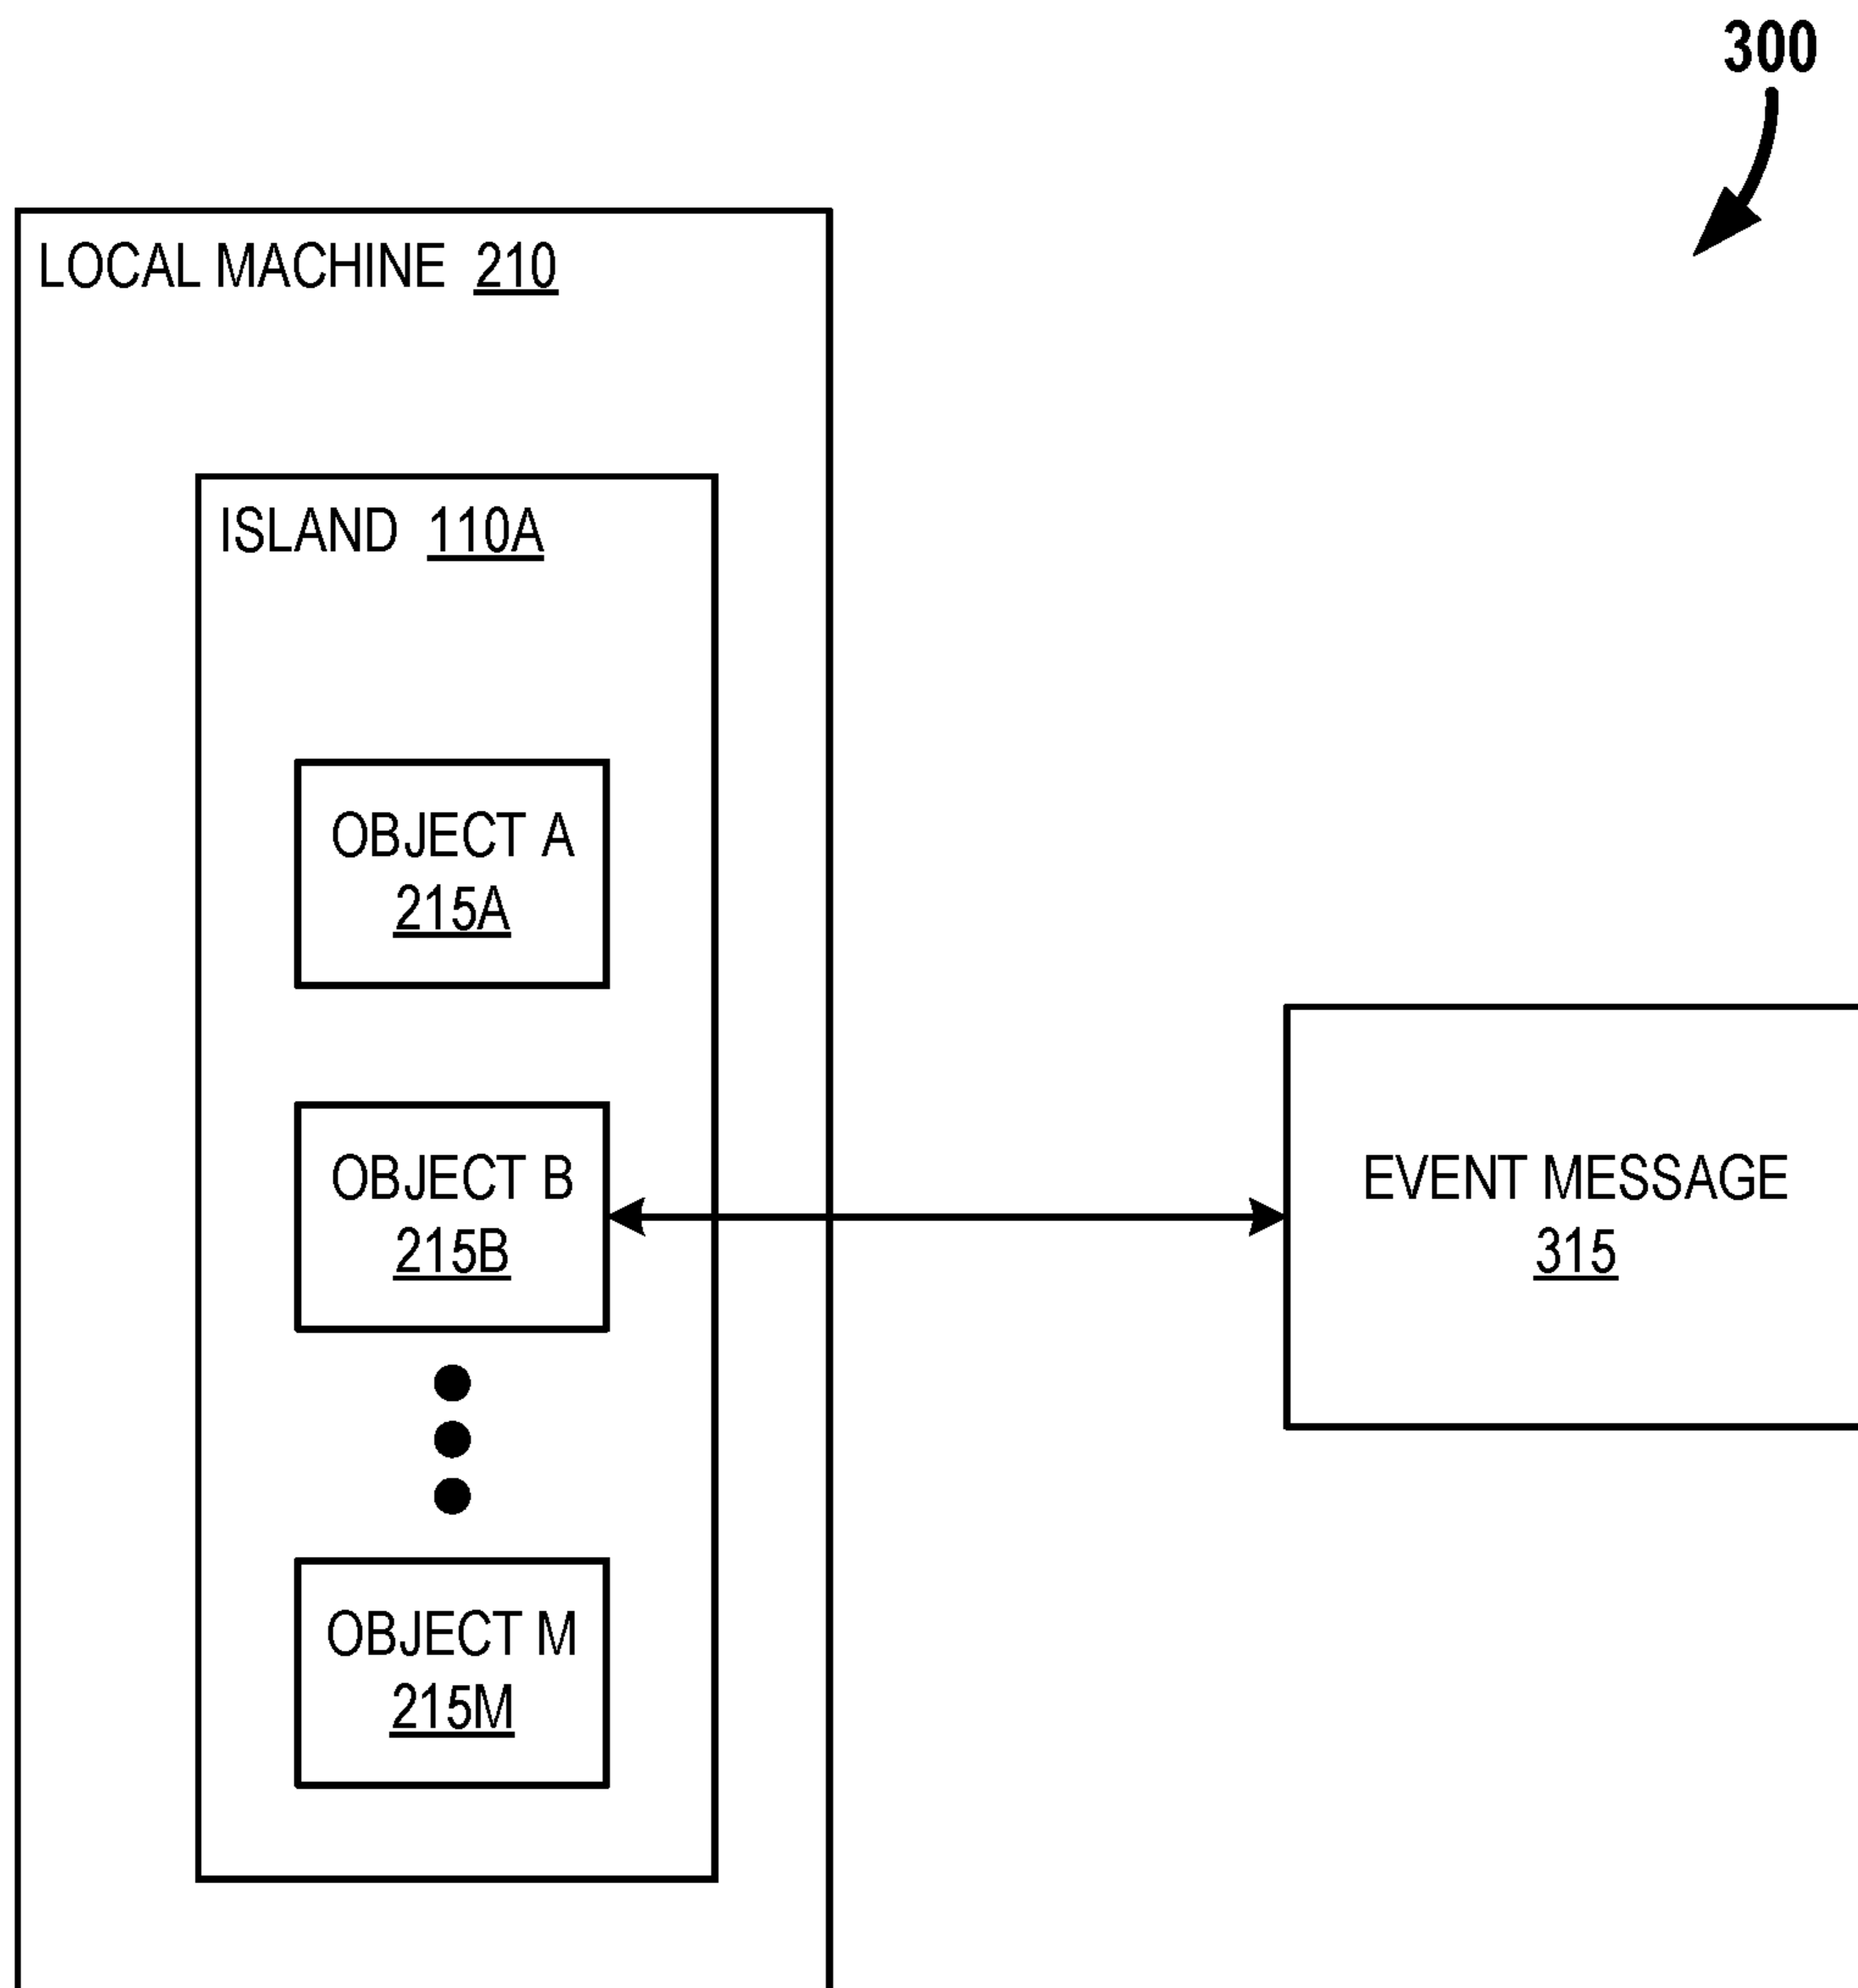 300
LOCAL MACHINE 210
ISLAND 110A
OBJECT A
215A
OBJECT B
215B
EVENT MESSAGE
315
OBJECT M
215M